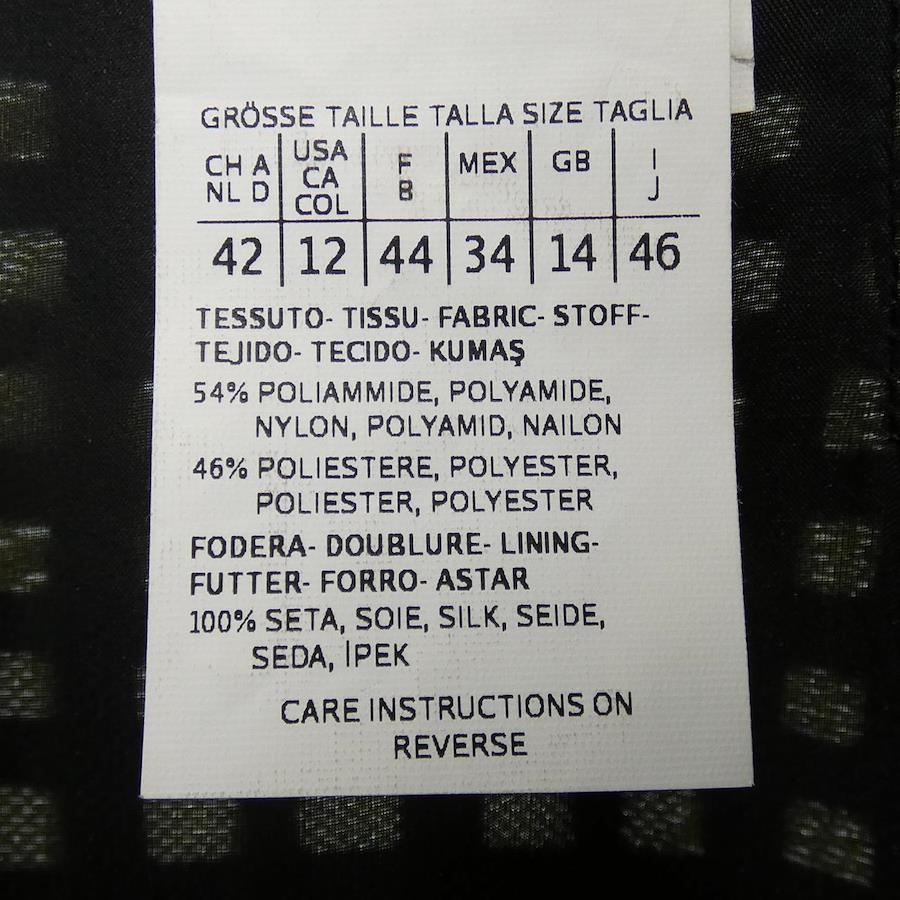 GRÖSSE TAILLE TALLA SIZE TAGLIA
CH A NL D | USA CA COL | F B | MEX | GB | I J
42 | 12 | 44 | 34 | 14 | 46
TESSUTO- TISSU- FABRIC- STOFF-
TEJIDO- TECIDO- KUMAŞ
54% POLIAMMIDE, POLYAMIDE,
NYLON, POLYAMID, NAILON
46% POLIESTERE, POLYESTER,
POLIESTER, POLYESTER
FODERA- DOUBLURE- LINING-
FUTTER- FORRO- ASTAR
100% SETA, SOIE, SILK, SEIDE,
SEDA, İPEK
CARE INSTRUCTIONS ON
REVERSE